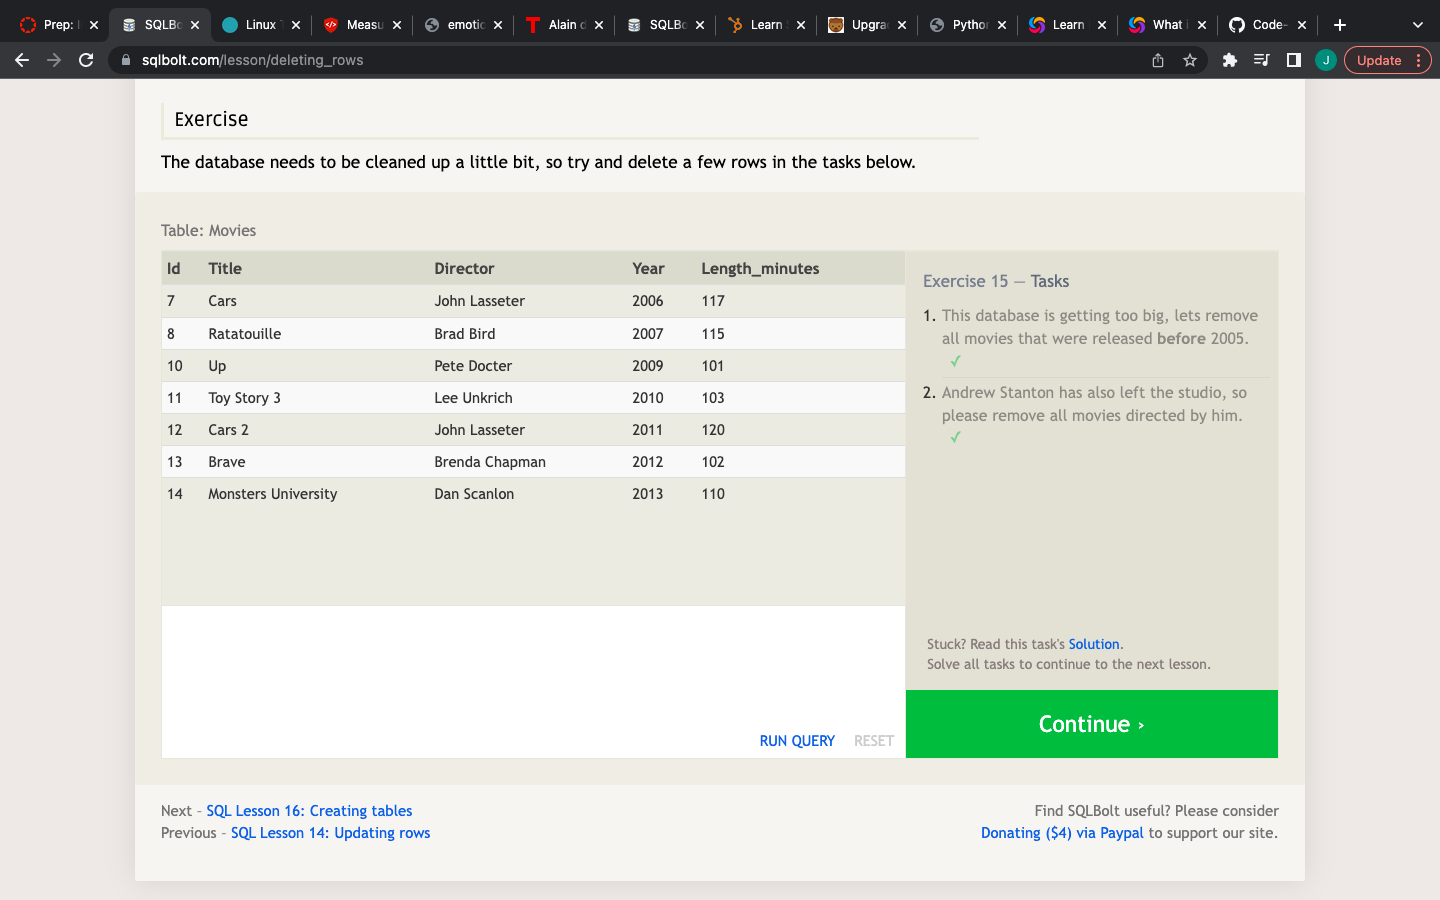 Prep:
SQLBo
Linux
Measu
emotic
Alain d
SQLBo
Learn
Upgra
Pytho
Learn
What
Code-
sqlbolt.com/lesson/deleting_rows
J
Update
Exercise
The database needs to be cleaned up a little bit, so try and delete a few rows in the tasks below.
Table: Movies
Id Title Director Year Length_minutes
7 Cars John Lasseter 2006 117
8 Ratatouille Brad Bird 2007 115
10 Up Pete Docter 2009 101
11 Toy Story 3 Lee Unkrich 2010 103
12 Cars 2 John Lasseter 2011 120
13 Brave Brenda Chapman 2012 102
14 Monsters University Dan Scanlon 2013 110
RUN QUERY RESET
Exercise 15 — Tasks
1. This database is getting too big, lets remove
all movies that were released before 2005.
✓
2. Andrew Stanton has also left the studio, so
please remove all movies directed by him.
✓
Stuck? Read this task's Solution.
Solve all tasks to continue to the next lesson.
Continue ›
Next – SQL Lesson 16: Creating tables
Previous – SQL Lesson 14: Updating rows
Find SQLBolt useful? Please consider
Donating ($4) via Paypal to support our site.